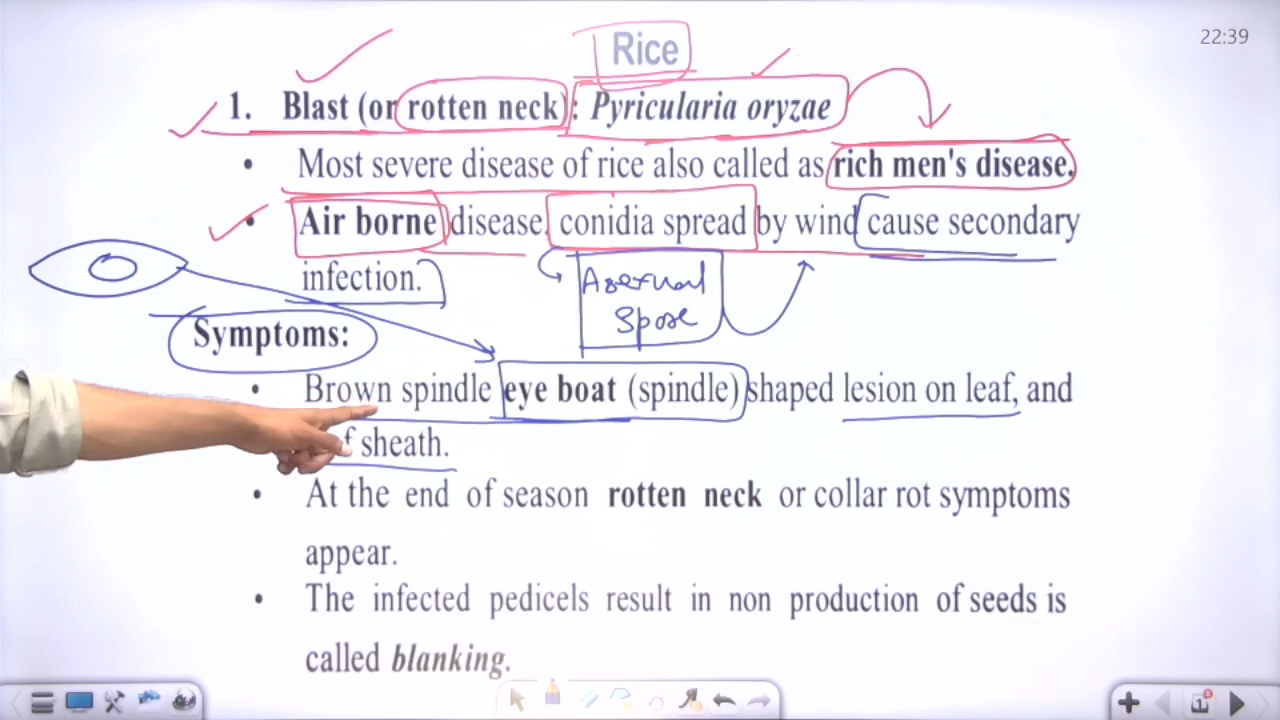 22:39
Rice
1. Blast (or rotten neck) : Pyricularia oryzae
• Most severe disease of rice also called as rich men's disease.
• Air borne disease, conidia spread by wind cause secondary
infection.
Asexual
Spore
Symptoms:
• Brown spindle eye boat (spindle) shaped lesion on leaf, and
f sheath.
• At the end of season rotten neck or collar rot symptoms
appear.
• The infected pedicels result in non production of seeds is
called blanking.
1